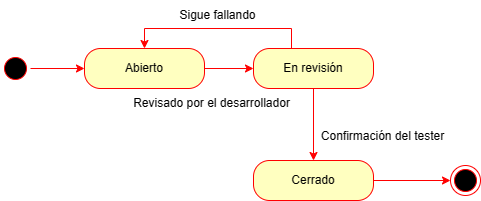 Sigue fallando
Abierto
En revisión
Revisado por el desarrollador
Confirmación del tester
Cerrado